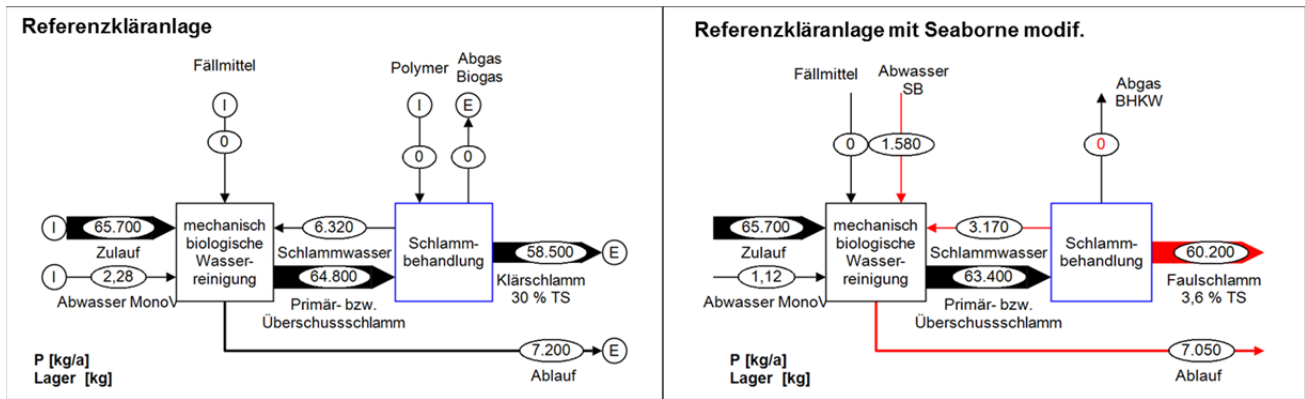 Referenzkläranlage
Fällmittel
Polymer
Abgas
Biogas
I
I
E
0
0
0
I
65.700
Zulauf
I
2,28
Abwasser MonoV
mechanisch
biologische
Wasser-
reinigung
6.320
Schlammwasser
64.800
Primär- bzw.
Überschussschlamm
Schlamm-
behandlung
58.500
E
Klärschlamm
30 % TS
7.200
E
Ablauf
P [kg/a]
Lager [kg]
Referenzkläranlage mit Seaborne modif.
Fällmittel
Abwasser
SB
Abgas
BHKW
0
1.580
0
65.700
Zulauf
1,12
Abwasser MonoV
mechanisch
biologische
Wasser-
reinigung
3.170
Schlammwasser
63.400
Primär- bzw.
Überschussschlamm
Schlamm-
behandlung
60.200
Faulschlamm
3,6 % TS
7.050
Ablauf
P [kg/a]
Lager [kg]